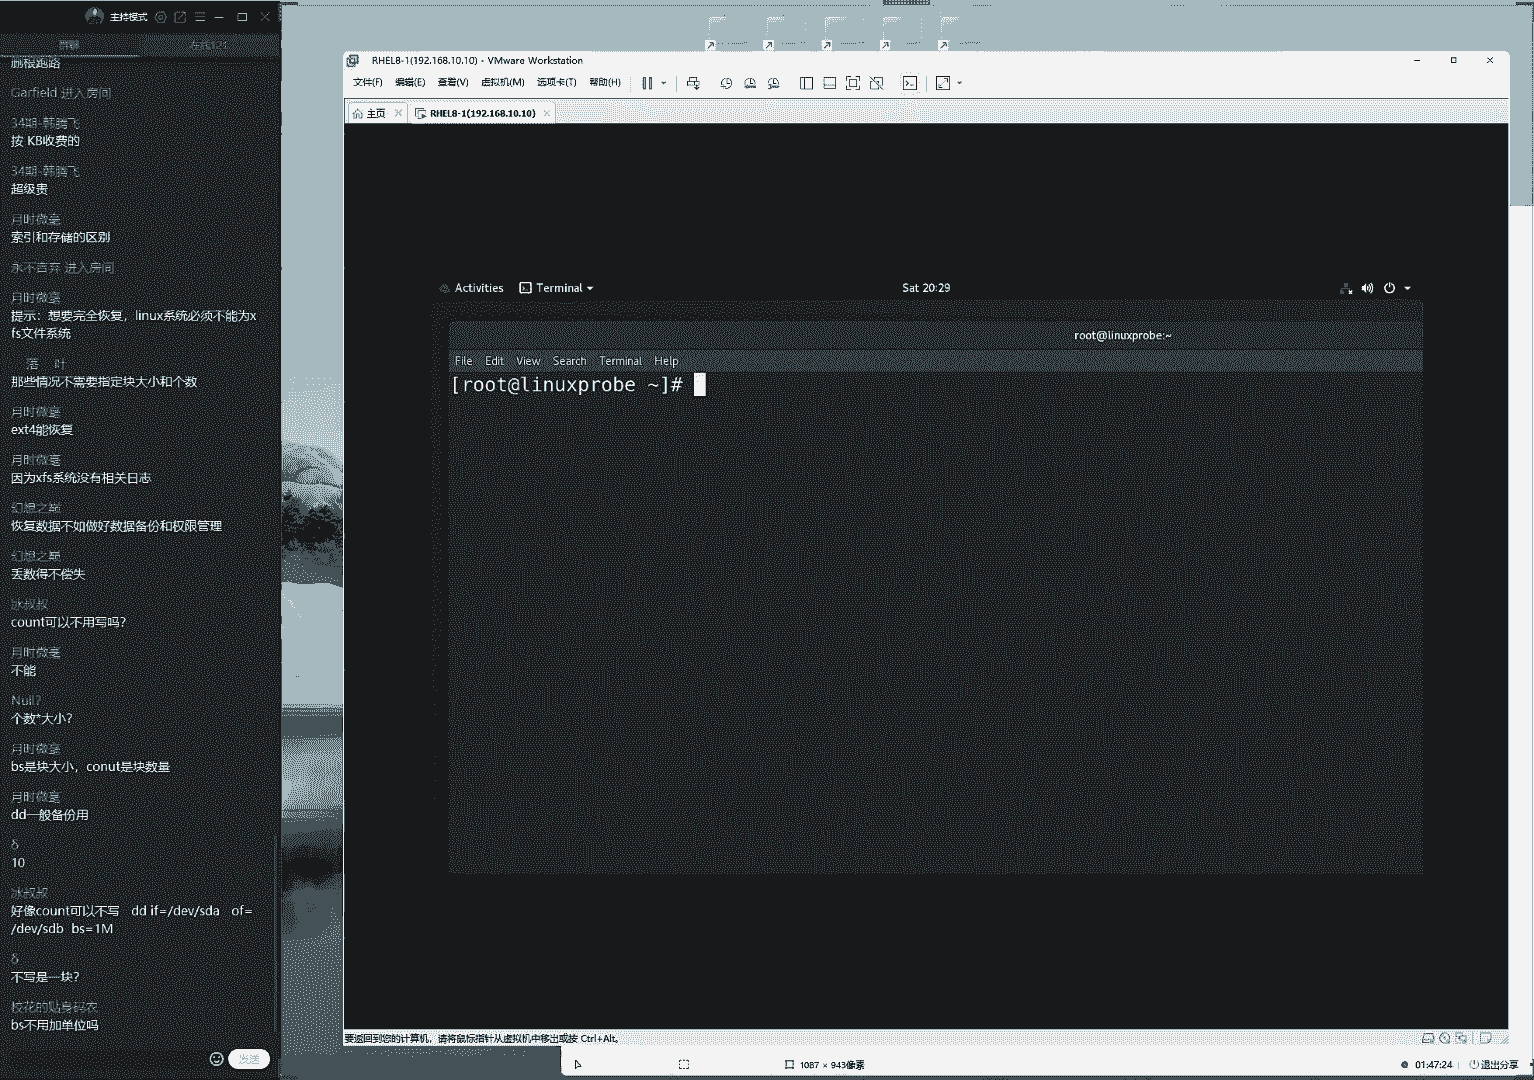 主持模式
群聊
删根跑路
Garfield 进入房间
34期-韩腾飞
按 KB收费的
34期-韩腾飞
超级贵
月时微毫
索引和存储的区别
永不言弃 进入房间
月时微毫
提示：想要完全恢复，linux系统必须不能为x
fs文件系统
落 叶
那些情况不需要指定块大小和个数
月时微毫
ext4能恢复
月时微毫
因为xfs系统没有相关日志
幻想之巅
恢复数据不如做好数据备份和权限管理
幻想之巅
丢数得不偿失
冰叔叔
count可以不用写吗?
月时微毫
不能
Null?
个数*大小?
月时微毫
bs是块大小，conut是块数量
月时微毫
dd一般备份用
δ
10
冰叔叔
好像count可以不写 dd if=/dev/sda of=
/dev/sdb bs=1M
δ
不写是一块?
校花的贴身码农
bs不用加单位吗
发送
RHEL8-1(192.168.10.10) - VMware Workstation
文件(F) 编辑(E) 查看(V) 虚拟机(M) 选项卡(T) 帮助(H)
主页 RHEL8-1(192.168.10.10)
Activities Terminal Sat 20:29
root@linuxprobe:~
File Edit View Search Terminal Help
[root@linuxprobe ~]#
要返回到您的计算机，请将鼠标指针从虚拟机中移出或按 Ctrl+Alt。
1087 × 943像素 01:47:24 退出分享